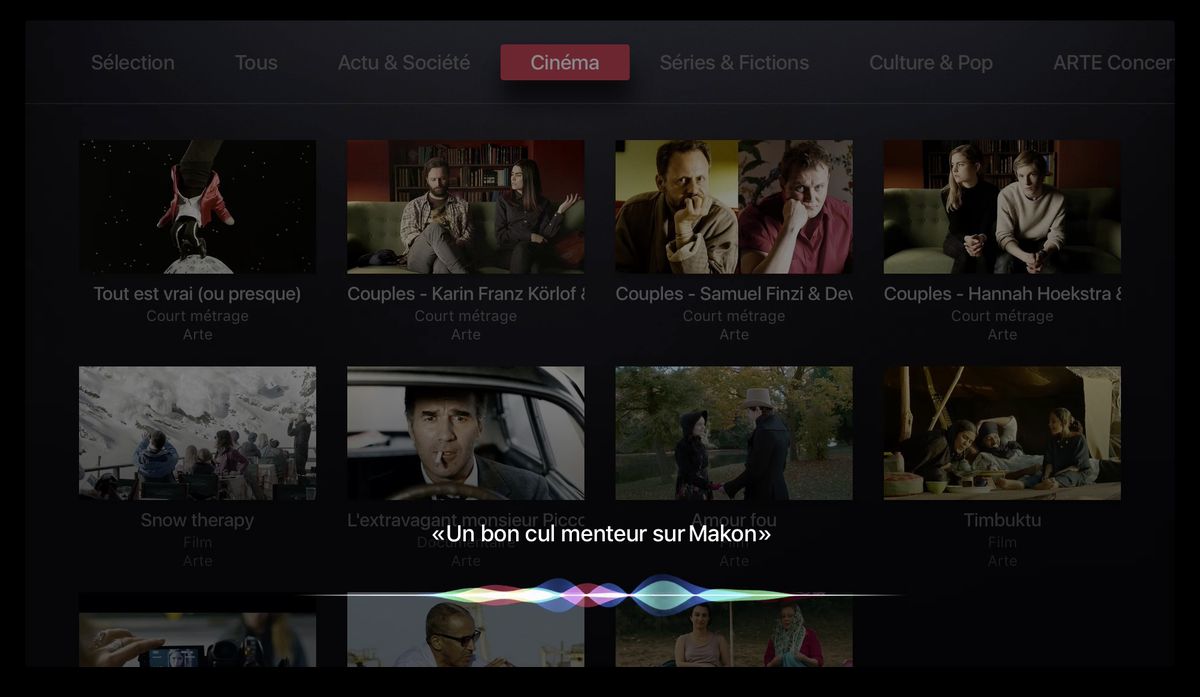 Sélection Tous Actu & Société Cinéma Séries & Fictions Culture & Pop ARTE Concer
Tout est vrai (ou presque) Couples - Karin Franz Körlof & Couples - Samuel Finzi & Dev Couples - Hannah Hoekstra &
Court métrage Court métrage Court métrage Court métrage
Arte Arte Arte Arte
Snow therapy L'extravagant monsieur Picco Amour fou Timbuktu
«Un bon cul menteur sur Makon»
Film Documentaire Film Film
Arte Arte Arte Arte